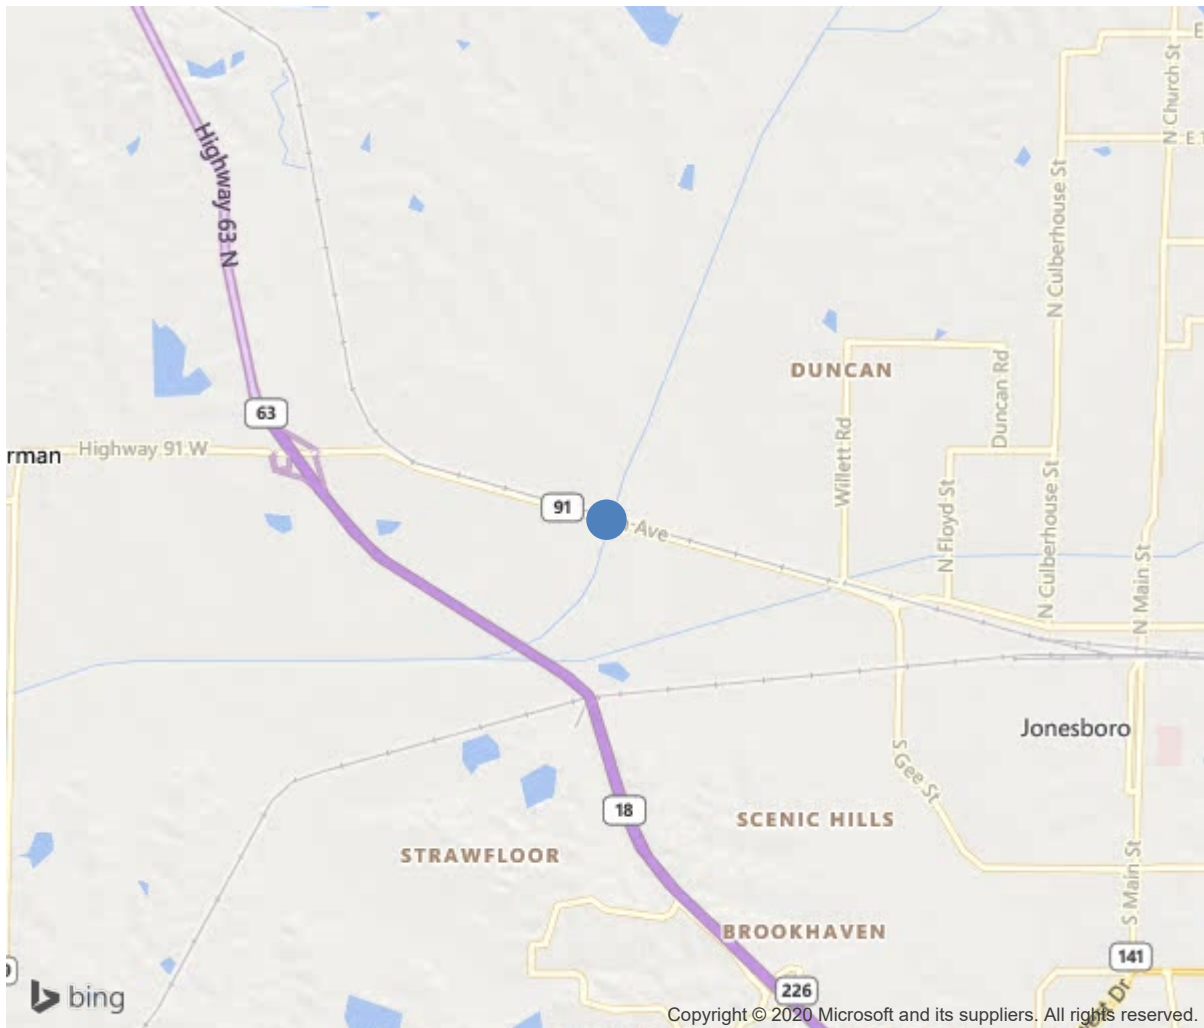 E
N Church St
E
Highway 63 N
N Culberhouse St
DUNCAN
Duncan Rd
63
Highway 91 W
rman
Willett Rd
91
Ave
N Floyd St
N Culberhouse St
N Main St
Jonesboro
S Gee St
18
SCENIC HILLS
STRAWFLOOR
S Main St
BROOKHAVEN
141
226
Dr
bing
Copyright © 2020 Microsoft and its suppliers. All rights reserved.